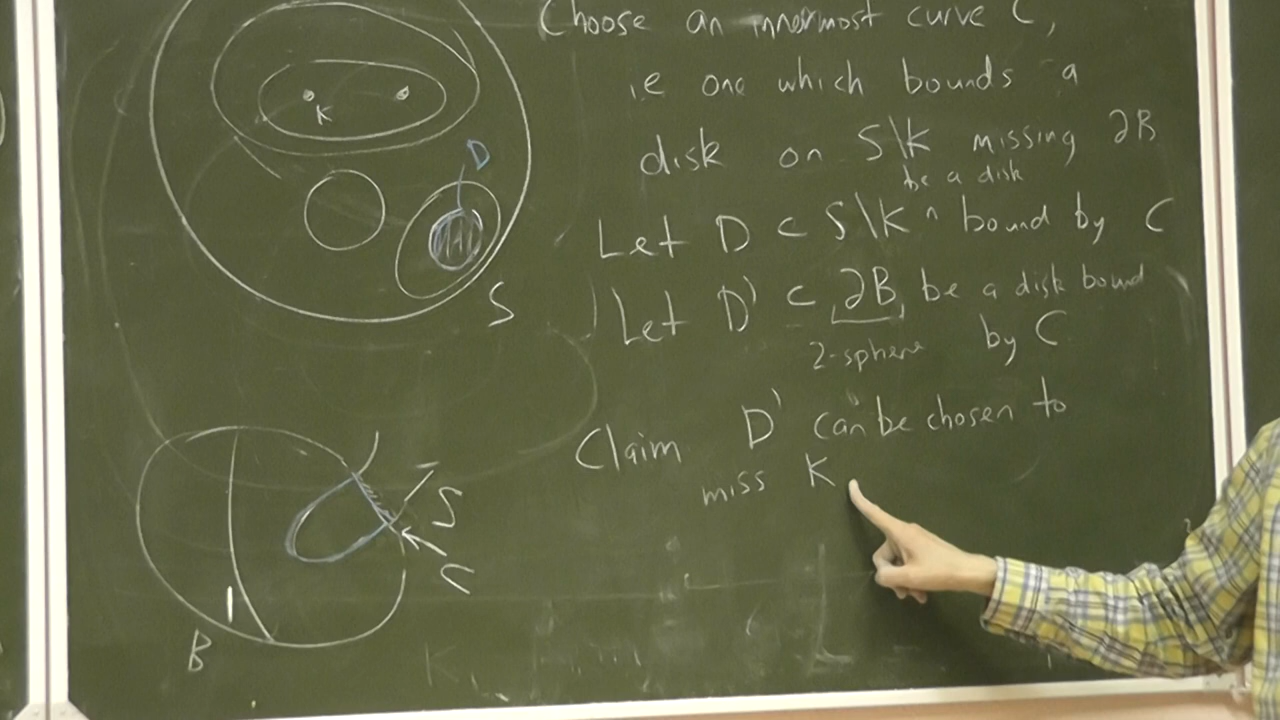 Choose an innermost curve C,
i.e one which bounds a
disk on S\K missing ∂B
be a disk
Let D ⊂ S\K ^ bound by C
Let D' ⊂ ∂B be a disk bound
2-sphere by C
Claim D' can be chosen to
miss K
K
D
S
S
C
B